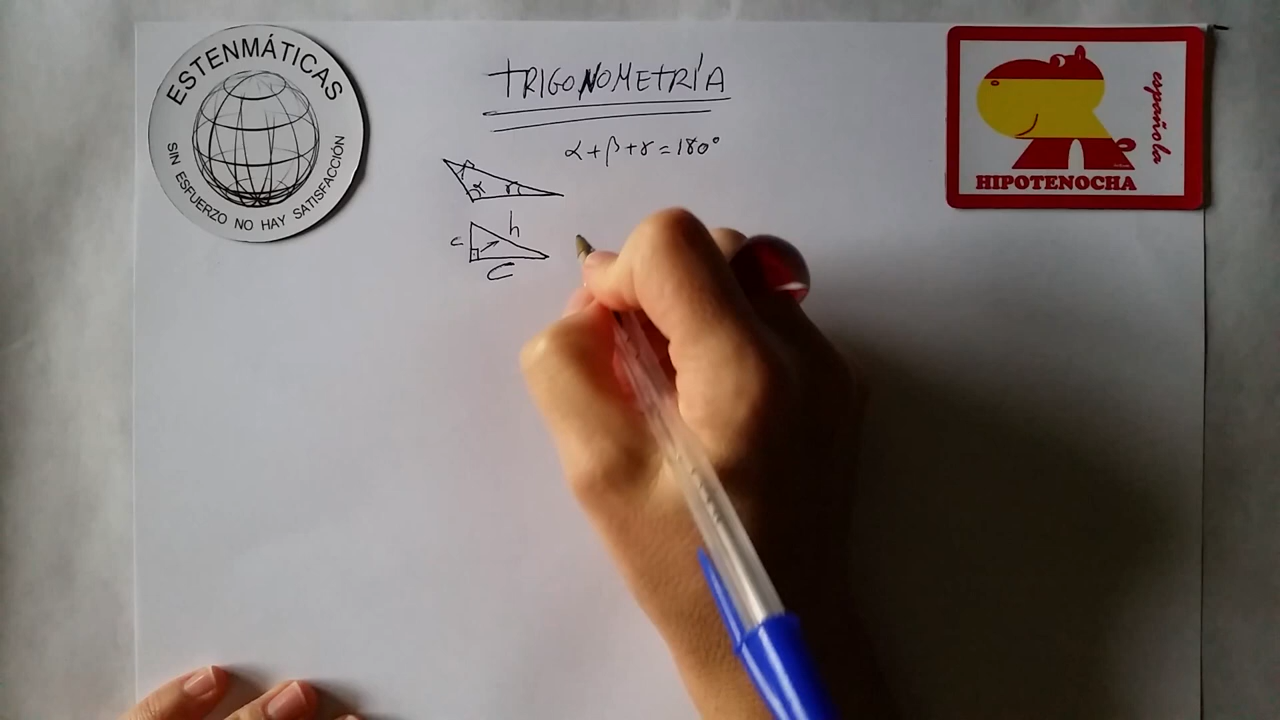 ESTENMÁTICAS
SIN ESFUERZO NO HAY SATISFACCIÓN
TRIGONOMETRÍA
α+β+γ=180°
α γ
h
c
C
española
HIPOTENOCHA